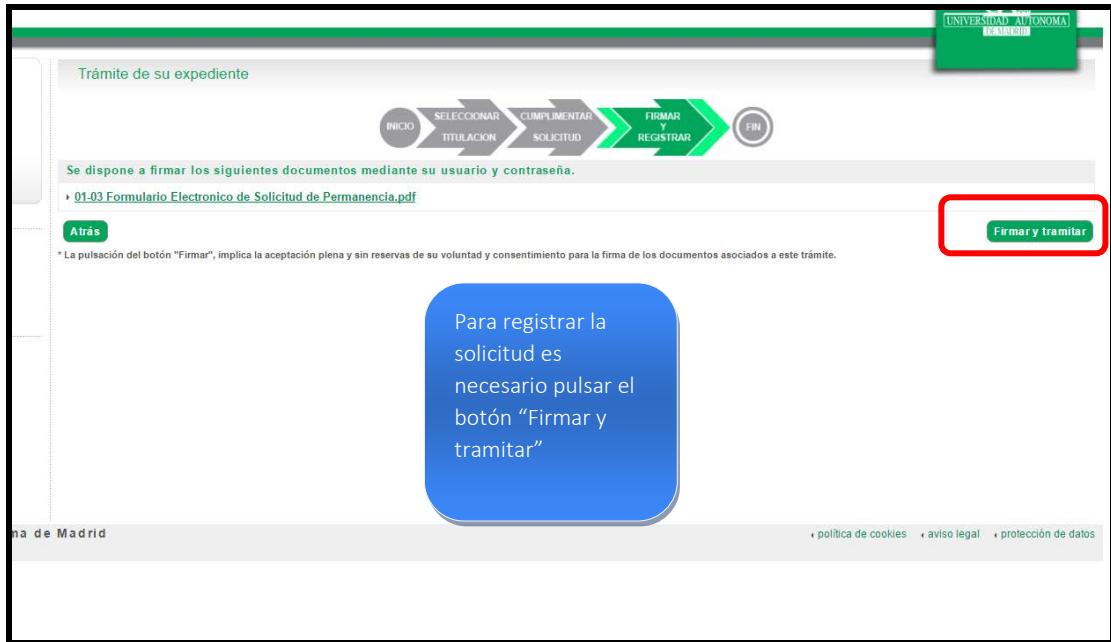 UNIVERSIDAD AUTONOMA
DE MADRID
Trámite de su expediente
INICIO
SELECCIONAR
TITULACION
CUMPLIMENTAR
SOLICITUD
FIRMAR
Y
REGISTRAR
FIN
Se dispone a firmar los siguientes documentos mediante su usuario y contraseña.
01-03 Formulario Electronico de Solicitud de Permanencia.pdf
Atrás
Firmar y tramitar
* La pulsación del botón "Firmar", implica la aceptación plena y sin reservas de su voluntad y consentimiento para la firma de los documentos asociados a este trámite.
Para registrar la
solicitud es
necesario pulsar el
botón “Firmar y
tramitar”
na de Madrid
política de cookies aviso legal protección de datos